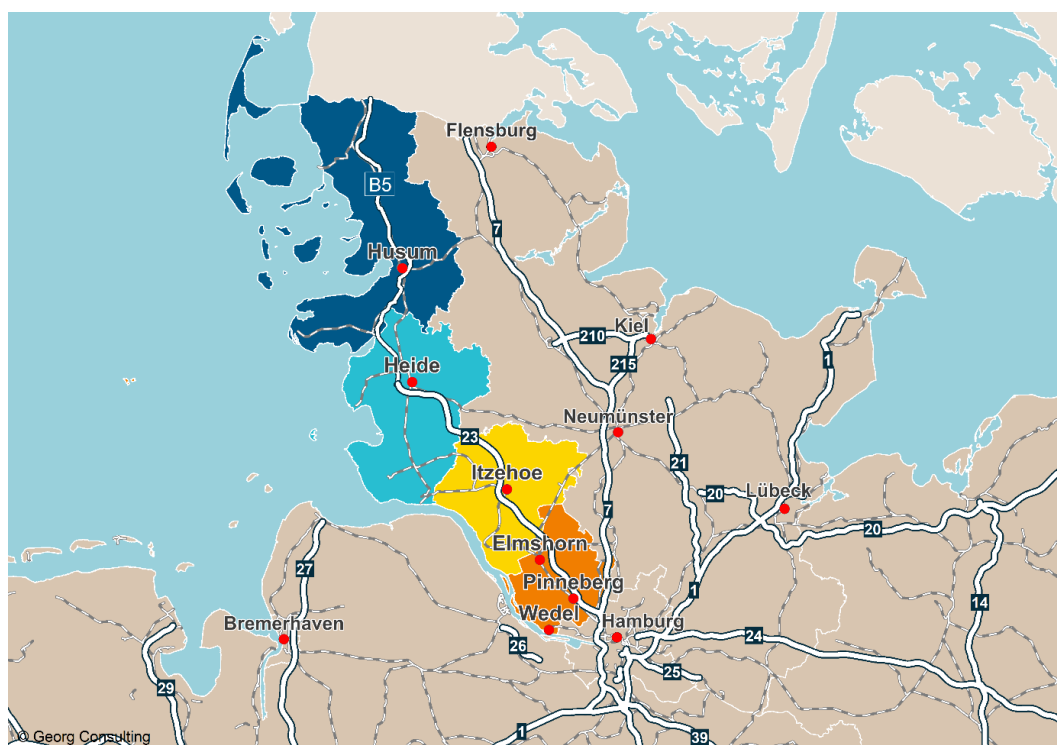 Flensburg
B5
7
Husum
Kiel
210
1
215
Heide
Neumünster
23
21
Itzehoe
20
Lübeck
7
20
Elmshorn
27
Pinneberg
1
14
Wedel
Hamburg
Bremerhaven
24
26
25
29
1
39
© Georg Consulting